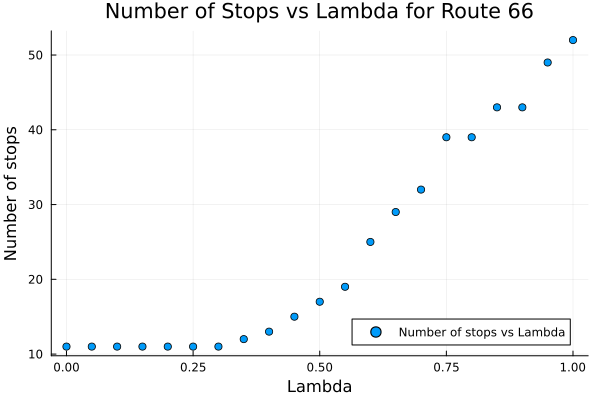 Number of Stops vs Lambda for Route 66
Number of stops
50
40
30
20
10
0.00 0.25 0.50 0.75 1.00
Lambda
Number of stops vs Lambda